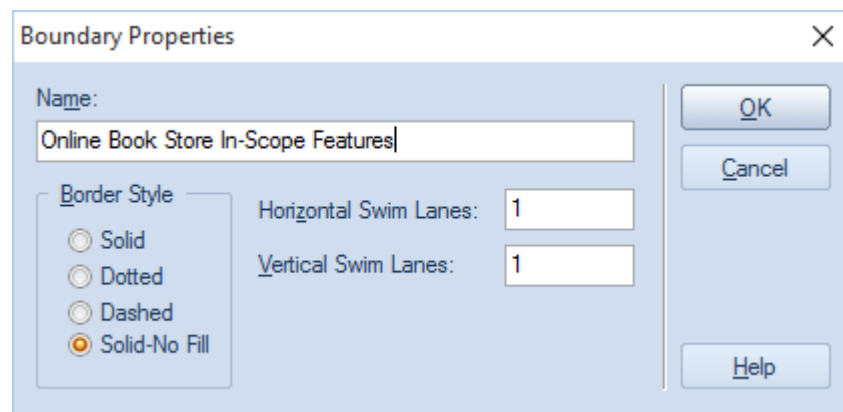 Boundary Properties
Name:
Online Book Store In-Scope Features
Border Style
Solid
Dotted
Dashed
Solid-No Fill
Horizontal Swim Lanes: 1
Vertical Swim Lanes: 1
OK
Cancel
Help